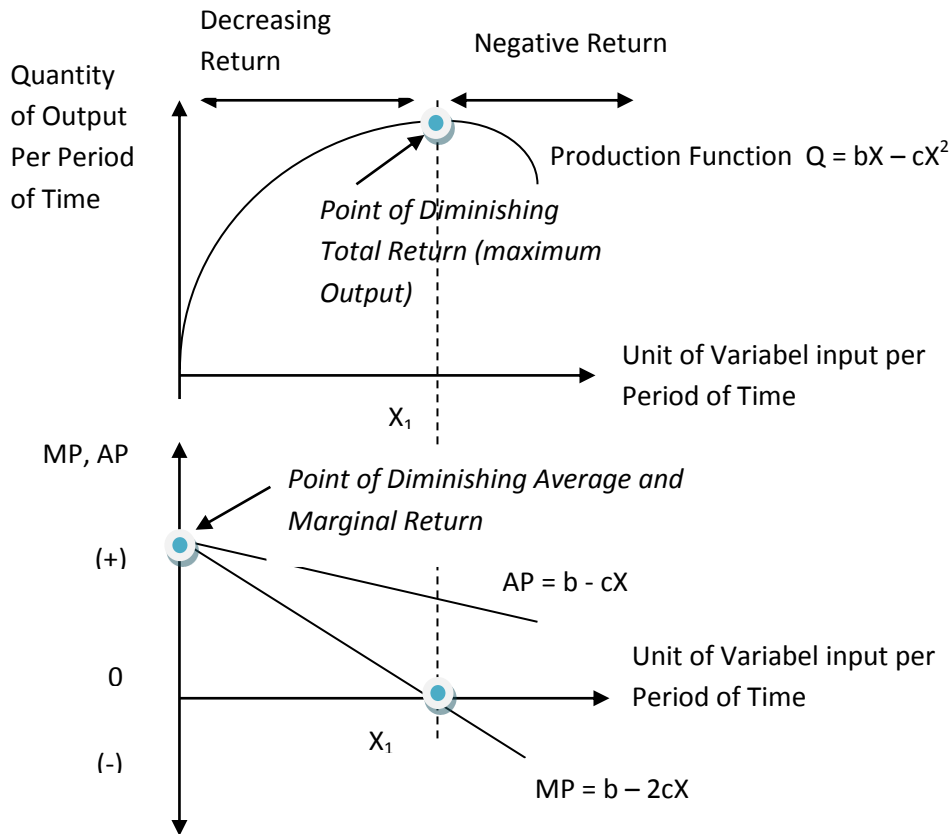 Decreasing
Return
Negative Return
Quantity
of Output
Per Period
of Time
Production Function Q = bX – cX²
Point of Diminishing
Total Return (maximum
Output)
Unit of Variabel input per
Period of Time
X₁
MP, AP
Point of Diminishing Average and
Marginal Return
(+)
AP = b - cX
0
Unit of Variabel input per
Period of Time
X₁
(-)
MP = b – 2cX